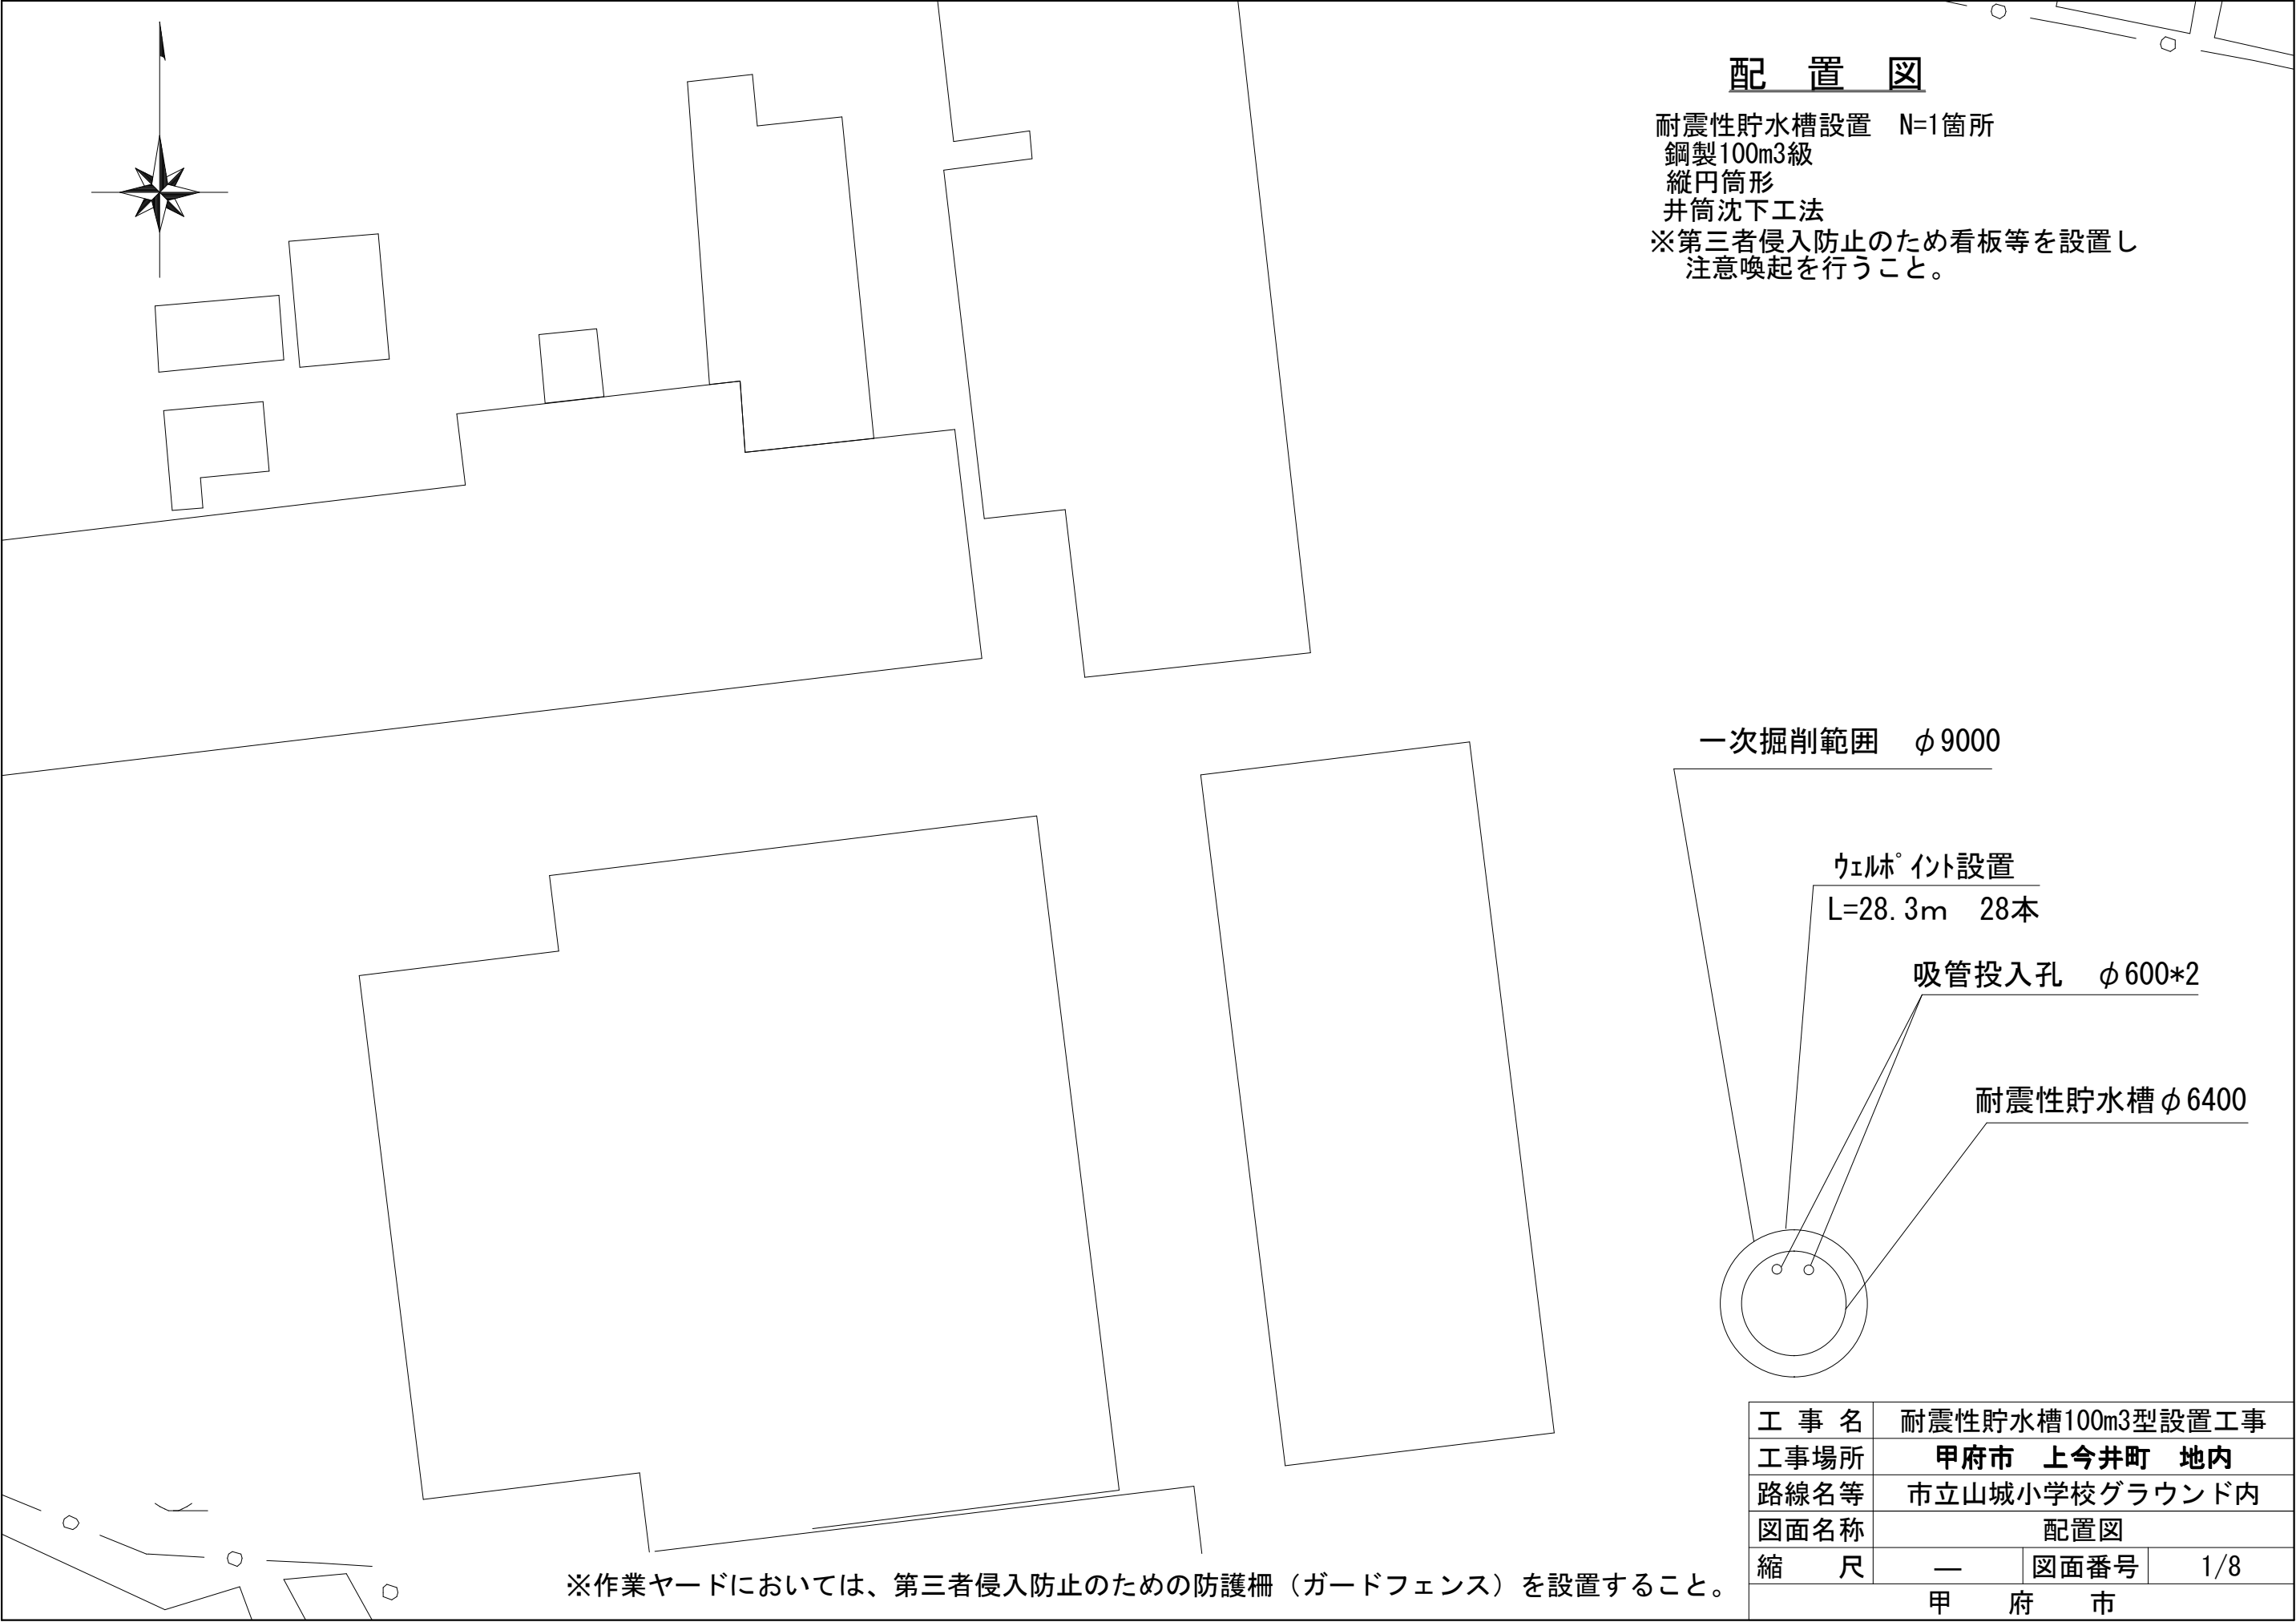 配 置 図
耐震性貯水槽設置 N=1箇所
鋼製100m3級
縦円筒形
井筒沈下工法
※第三者侵入防止のため看板等を設置し
注意喚起を行うこと。
一次掘削範囲 φ9000
ｳｪﾙﾎﾟｲﾝﾄ設置
L=28.3m 28本
吸管投入孔 φ600*2
耐震性貯水槽φ6400
工 事 名 耐震性貯水槽100m3型設置工事
工事場所 甲府市 上今井町 地内
路線名等 市立山城小学校グラウンド内
図面名称 配置図
縮 尺 ― 図面番号 1/8
甲 府 市
※作業ヤードにおいては、第三者侵入防止のための防護柵（ガードフェンス）を設置すること。